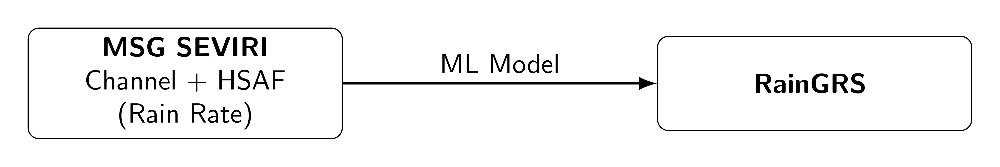 MSG SEVIRI
Channel + HSAF
(Rain Rate)
ML Model
RainGRS